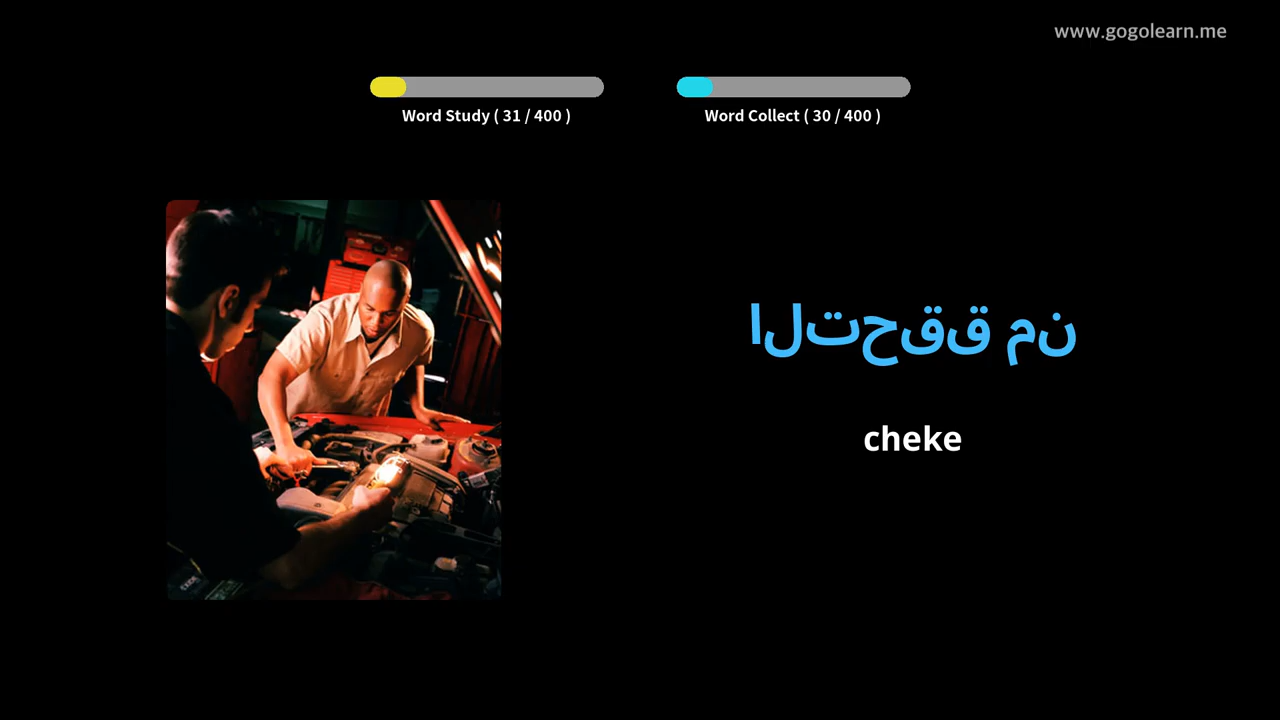 www.gogolearn.me
Word Study ( 31 / 400 )
Word Collect ( 30 / 400 )
التحقق من
cheke